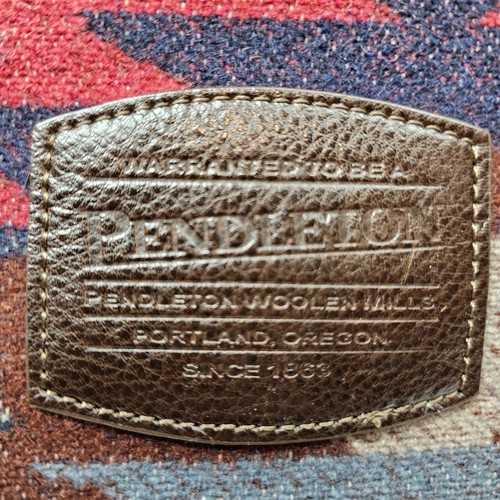 WARRANTED TO BE A
PENDLETON
PENDLETON WOOLEN MILLS,
PORTLAND, OREGON
SINCE 1863